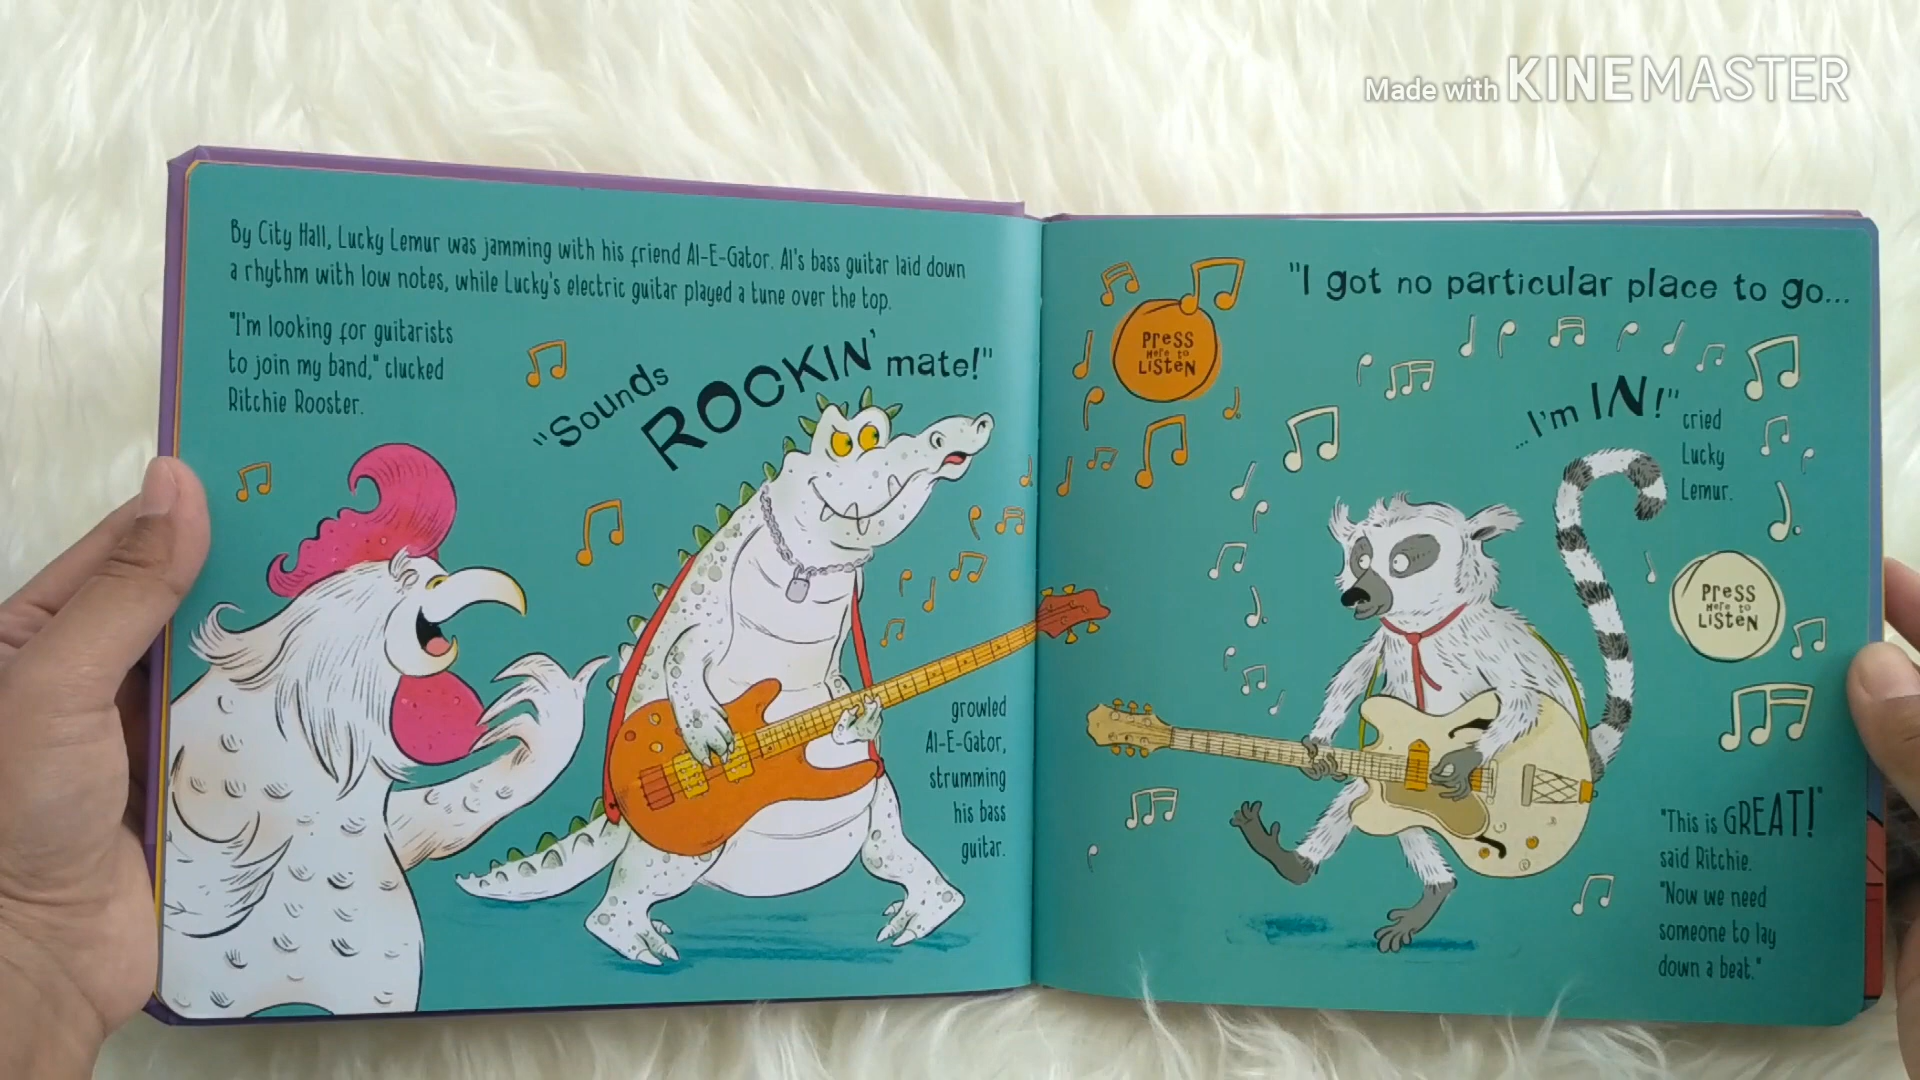 Made with KINEMASTER
By City Hall, Lucky Lemur was jamming with his friend Al-E-Gator. Al's bass guitar laid down
a rhythm with low notes, while Lucky's electric guitar played a tune over the top.
"I'm looking for guitarists
to join my band," clucked
Ritchie Rooster.
"Sounds ROCKIN' mate!"
growled
Al-E-Gator,
strumming
his bass
guitar.
PRESS
HERE TO
LISTEN
"I got no particular place to go...
...I'm IN!" cried
Lucky
Lemur.
PRESS
HERE TO
LISTEN
"This is GREAT!"
said Ritchie.
"Now we need
someone to lay
down a beat."